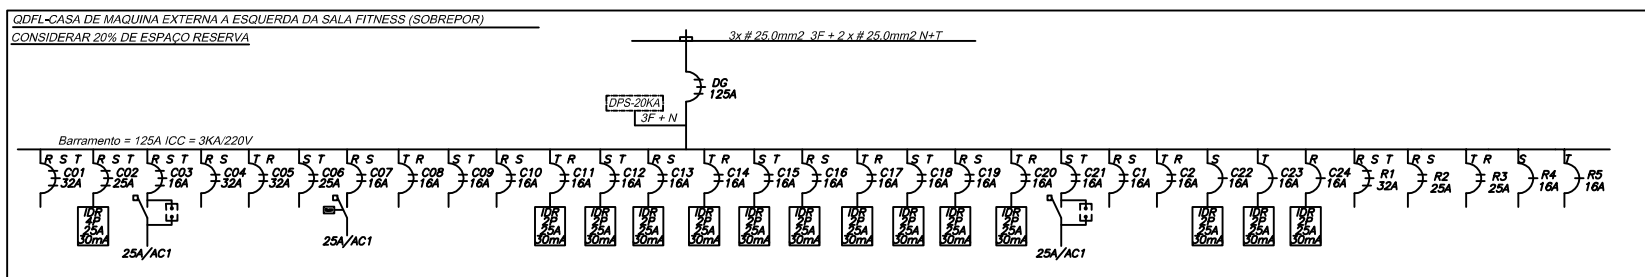 QDFL-CASA DE MAQUINA EXTERNA A ESQUERDA DA SALA FITNESS (SOBREPOR)
CONSIDERAR 20% DE ESPAÇO RESERVA
3x # 25.0mm2 3F + 2 x # 25.0mm2 N+T
DG
125A
DPS-20KA
3F + N
Barramento = 125A ICC = 3KA/220V
R S T R S T R S T R S T R S T R S T R S T R S T R S T R S T R S T R S T R S T R S T R S T R S T R S T R S T R S T R S T
C01 C02 C03 C04 C05 C06 C07 C08 C09 C10 C11 C12 C13 C14 C15 C16 C17 C18 C19 C20 C21 C1 C2 C22 C23 C24 R1 R2 R3 R4 R5
32A 25A 16A 32A 32A 25A 16A 16A 16A 16A 16A 16A 16A 16A 16A 16A 16A 16A 16A 16A 16A 16A 16A 16A 16A 16A 32A 25A 25A 16A 16A
IDR IDR IDR IDR IDR IDR IDR IDR IDR IDR IDR IDR IDR IDR
4P 2P 2P 2P 2P 2P 2P 2P 2P 2P 2P 2P 2P 2P
25A 25A 25A 25A 25A 25A 25A 25A 25A 25A 25A 25A 25A 25A
30mA 30mA 30mA 30mA 30mA 30mA 30mA 30mA 30mA 30mA 30mA 30mA 30mA 30mA
25A/AC1 25A/AC1 25A/AC1